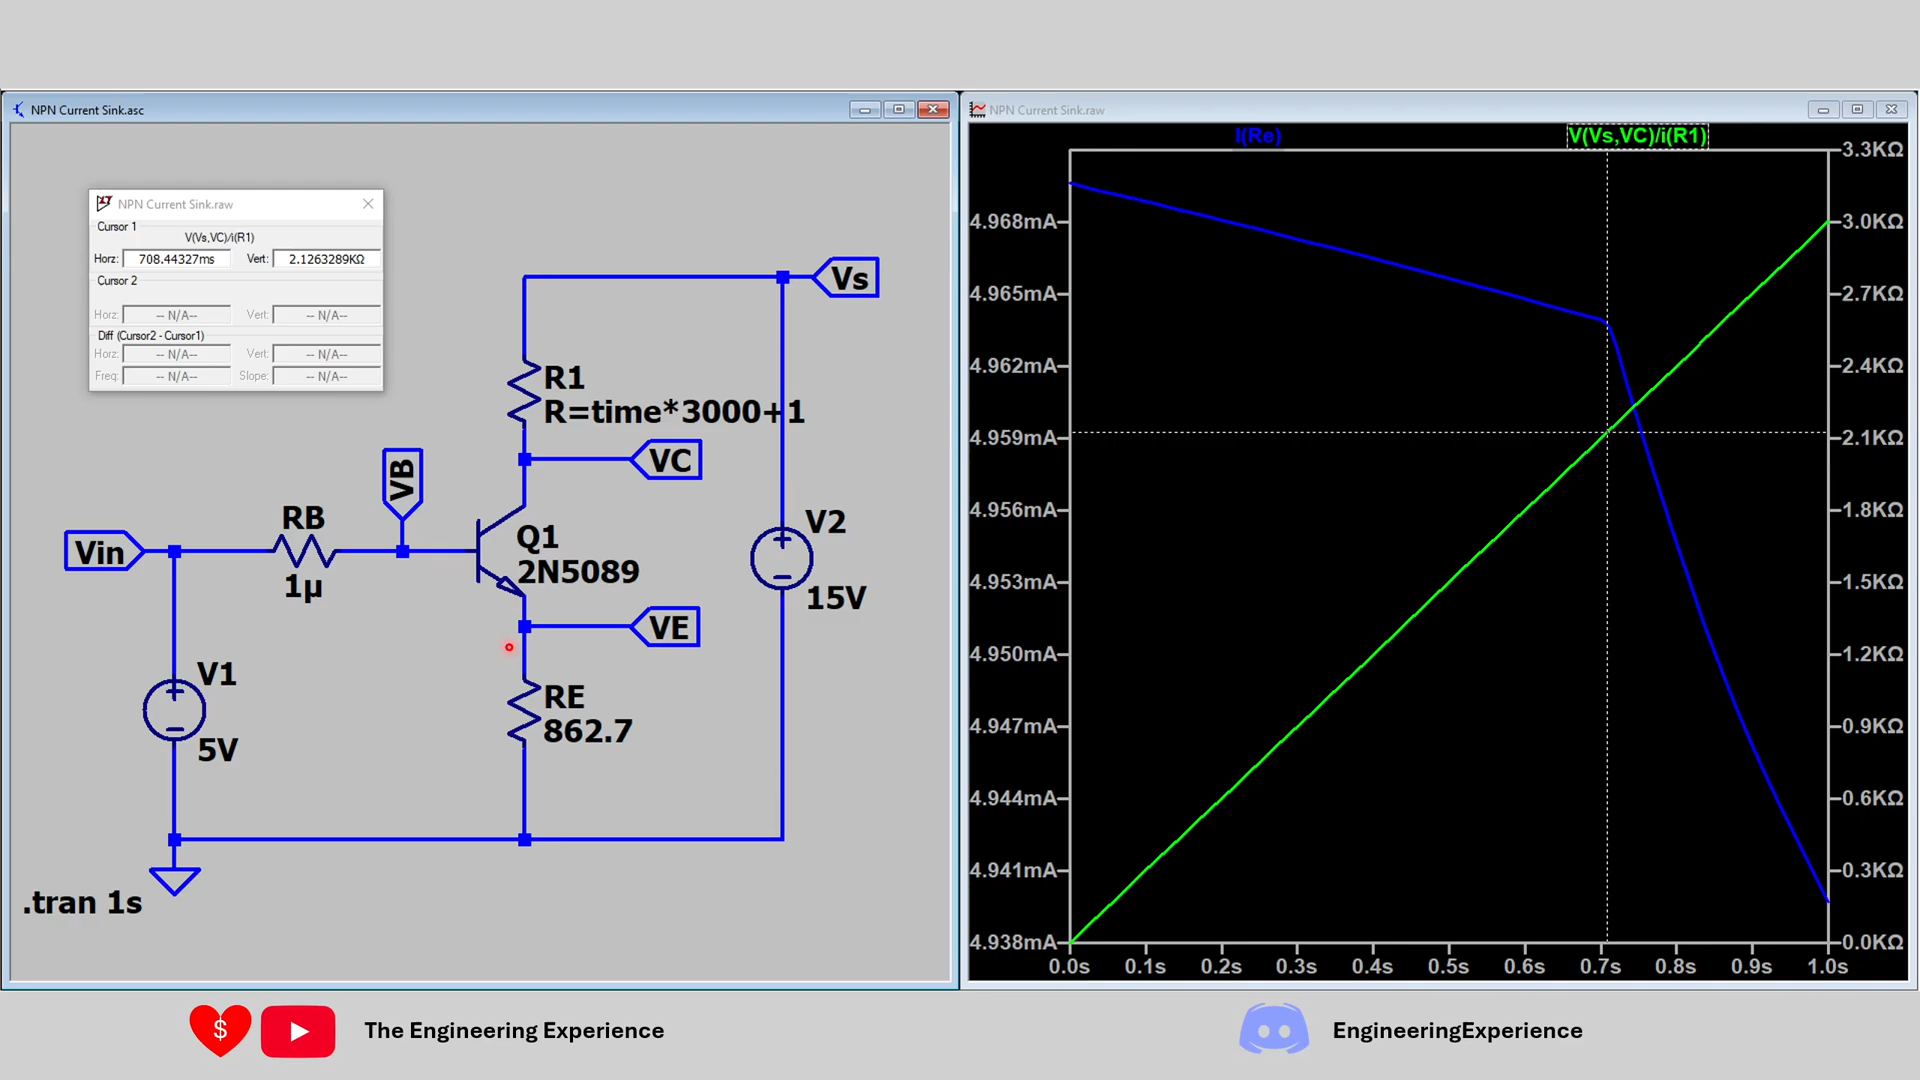 NPN Current Sink.asc
NPN Current Sink.raw
NPN Current Sink.raw
Cursor 1
V(Vs,VC)/i(R1)
Horz: 708.44327ms Vert: 2.1263289KΩ
Cursor 2
Horz: -- N/A-- Vert: -- N/A--
Diff (Cursor2 - Cursor1)
Horz: -- N/A-- Vert: -- N/A--
Freq: -- N/A-- Slope: -- N/A--
Vs
R1
R=time*3000+1
VC
VB
RB
1µ
Vin
Q1
2N5089
V2
15V
VE
V1
5V
RE
862.7
.tran 1s
I(Re)
V(Vs,VC)/i(R1)
3.3KΩ
4.968mA
3.0KΩ
4.965mA
2.7KΩ
4.962mA
2.4KΩ
4.959mA
2.1KΩ
4.956mA
1.8KΩ
4.953mA
1.5KΩ
4.950mA
1.2KΩ
4.947mA
0.9KΩ
4.944mA
0.6KΩ
4.941mA
0.3KΩ
4.938mA
0.0KΩ
0.0s 0.1s 0.2s 0.3s 0.4s 0.5s 0.6s 0.7s 0.8s 0.9s 1.0s
$
The Engineering Experience
EngineeringExperience